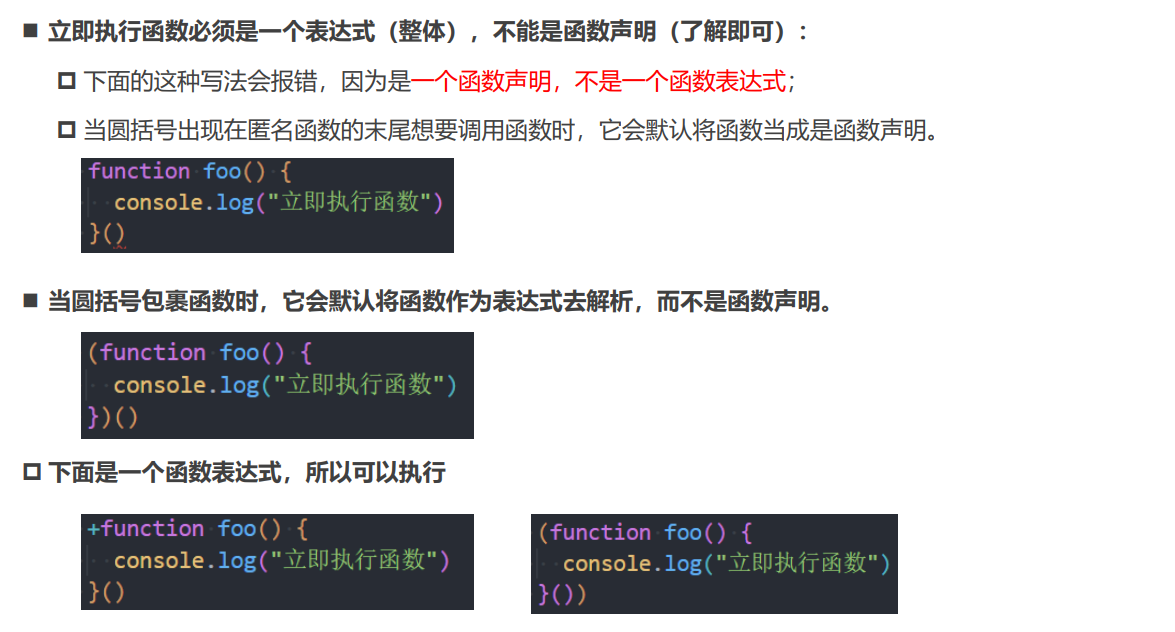 立即执行函数必须是一个表达式（整体），不能是函数声明（了解即可）：
下面的这种写法会报错，因为是一个函数声明，不是一个函数表达式；
当圆括号出现在匿名函数的末尾想要调用函数时，它会默认将函数当成是函数声明。
function foo() {
  console.log("立即执行函数")
}()
当圆括号包裹函数时，它会默认将函数作为表达式去解析，而不是函数声明。
(function foo() {
  console.log("立即执行函数")
})()
下面是一个函数表达式，所以可以执行
+function foo() {
  console.log("立即执行函数")
}()
(function foo() {
  console.log("立即执行函数")
}())